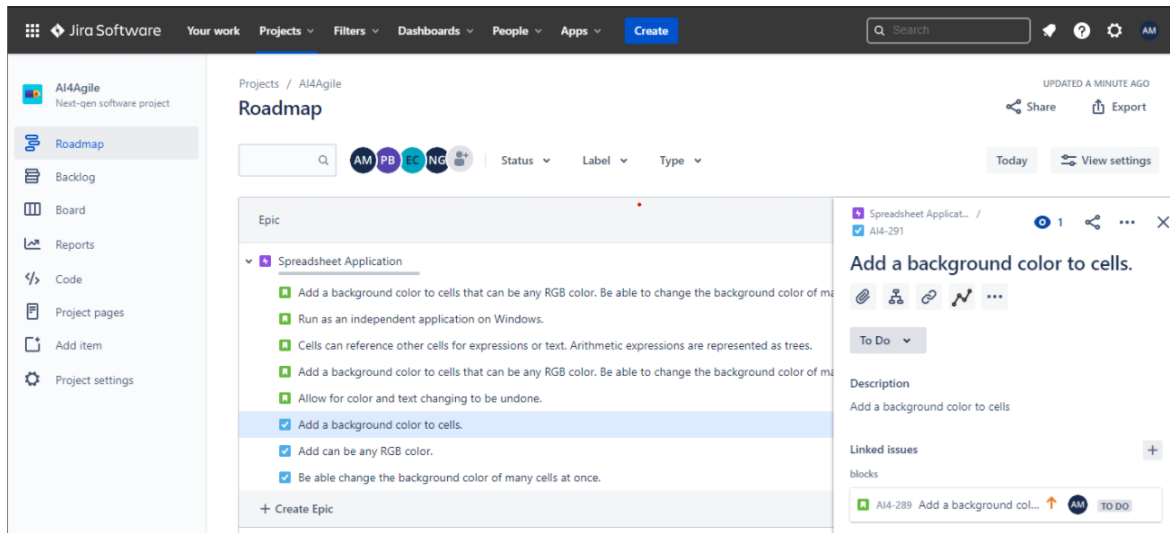 Jira Software Your work Projects Filters Dashboards People Apps Create Search AM
AI4Agile
Next-gen software project
Roadmap
Backlog
Board
Reports
Code
Project pages
Add item
Project settings
Projects / AI4Agile
UPDATED A MINUTE AGO
Roadmap
Share Export
AM PB EC NG Status Label Type Today View settings
Epic
Spreadsheet Application
Add a background color to cells that can be any RGB color. Be able to change the background color of ma
Run as an independent application on Windows.
Cells can reference other cells for expressions or text. Arithmetic expressions are represented as trees.
Add a background color to cells that can be any RGB color. Be able to change the background color of ma
Allow for color and text changing to be undone.
Add a background color to cells.
Add can be any RGB color.
Be able change the background color of many cells at once.
+ Create Epic
Spreadsheet Applicat... /
AI4-291
1
Add a background color to cells.
To Do
Description
Add a background color to cells
Linked issues
blocks
AI4-289 Add a background col... AM TO DO